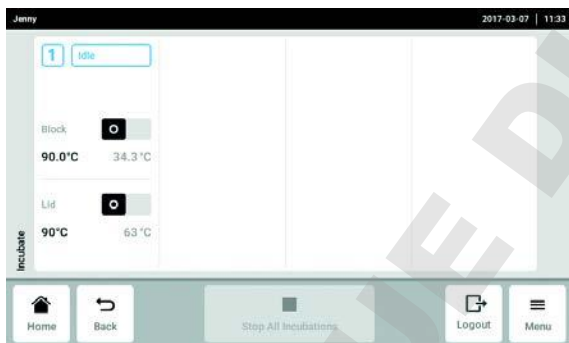 Jenny 2017-03-07 | 11:33
1 Idle
Block
90.0°C 34.3 °C
Lid
90°C 63 °C
Incubate
Home Back Stop All Incubations Logout Menu